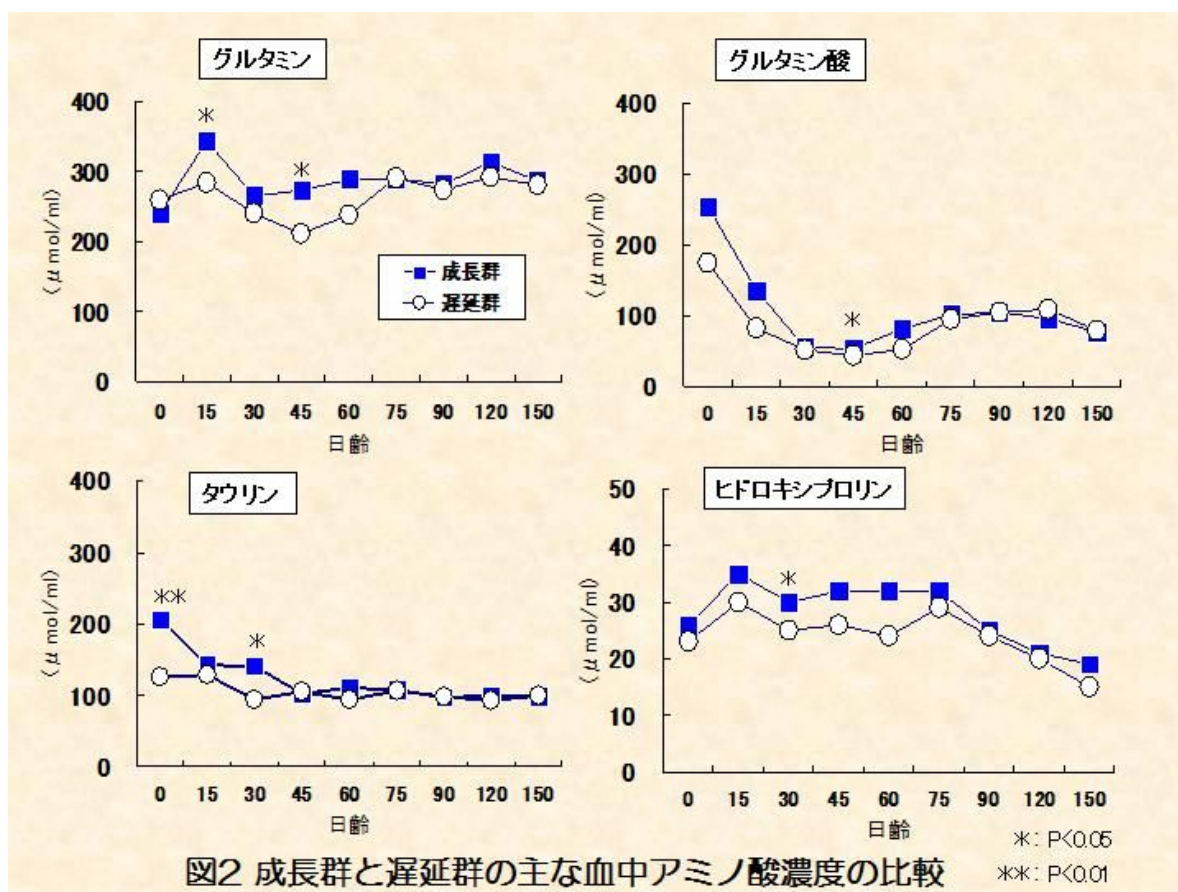 グルタミン
400
300
200
100
0
(μ mol/ml)
＊
＊
成長群
遅延群
0 15 30 45 60 75 90 120 150
日齢
グルタミン酸
400
300
200
100
0
(μ mol/ml)
＊
0 15 30 45 60 75 90 120 150
日齢
タウリン
400
300
200
100
0
(μ mol/ml)
＊＊
＊
0 15 30 45 60 75 90 120 150
日齢
ヒドロキシプロリン
50
40
30
20
10
0
(μ mol/ml)
＊
0 15 30 45 60 75 90 120 150
日齢
＊: P<0.05
＊＊: P<0.01
図2 成長群と遅延群の主な血中アミノ酸濃度の比較